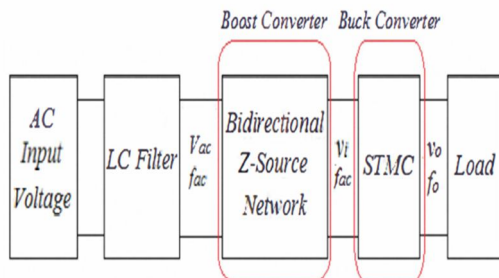 Boost Converter
Buck Converter
AC
Input
Voltage
LC Filter
Vac
fac
Bidirectional
Z-Source
Network
vi
fac
STMC
vo
fo
Load